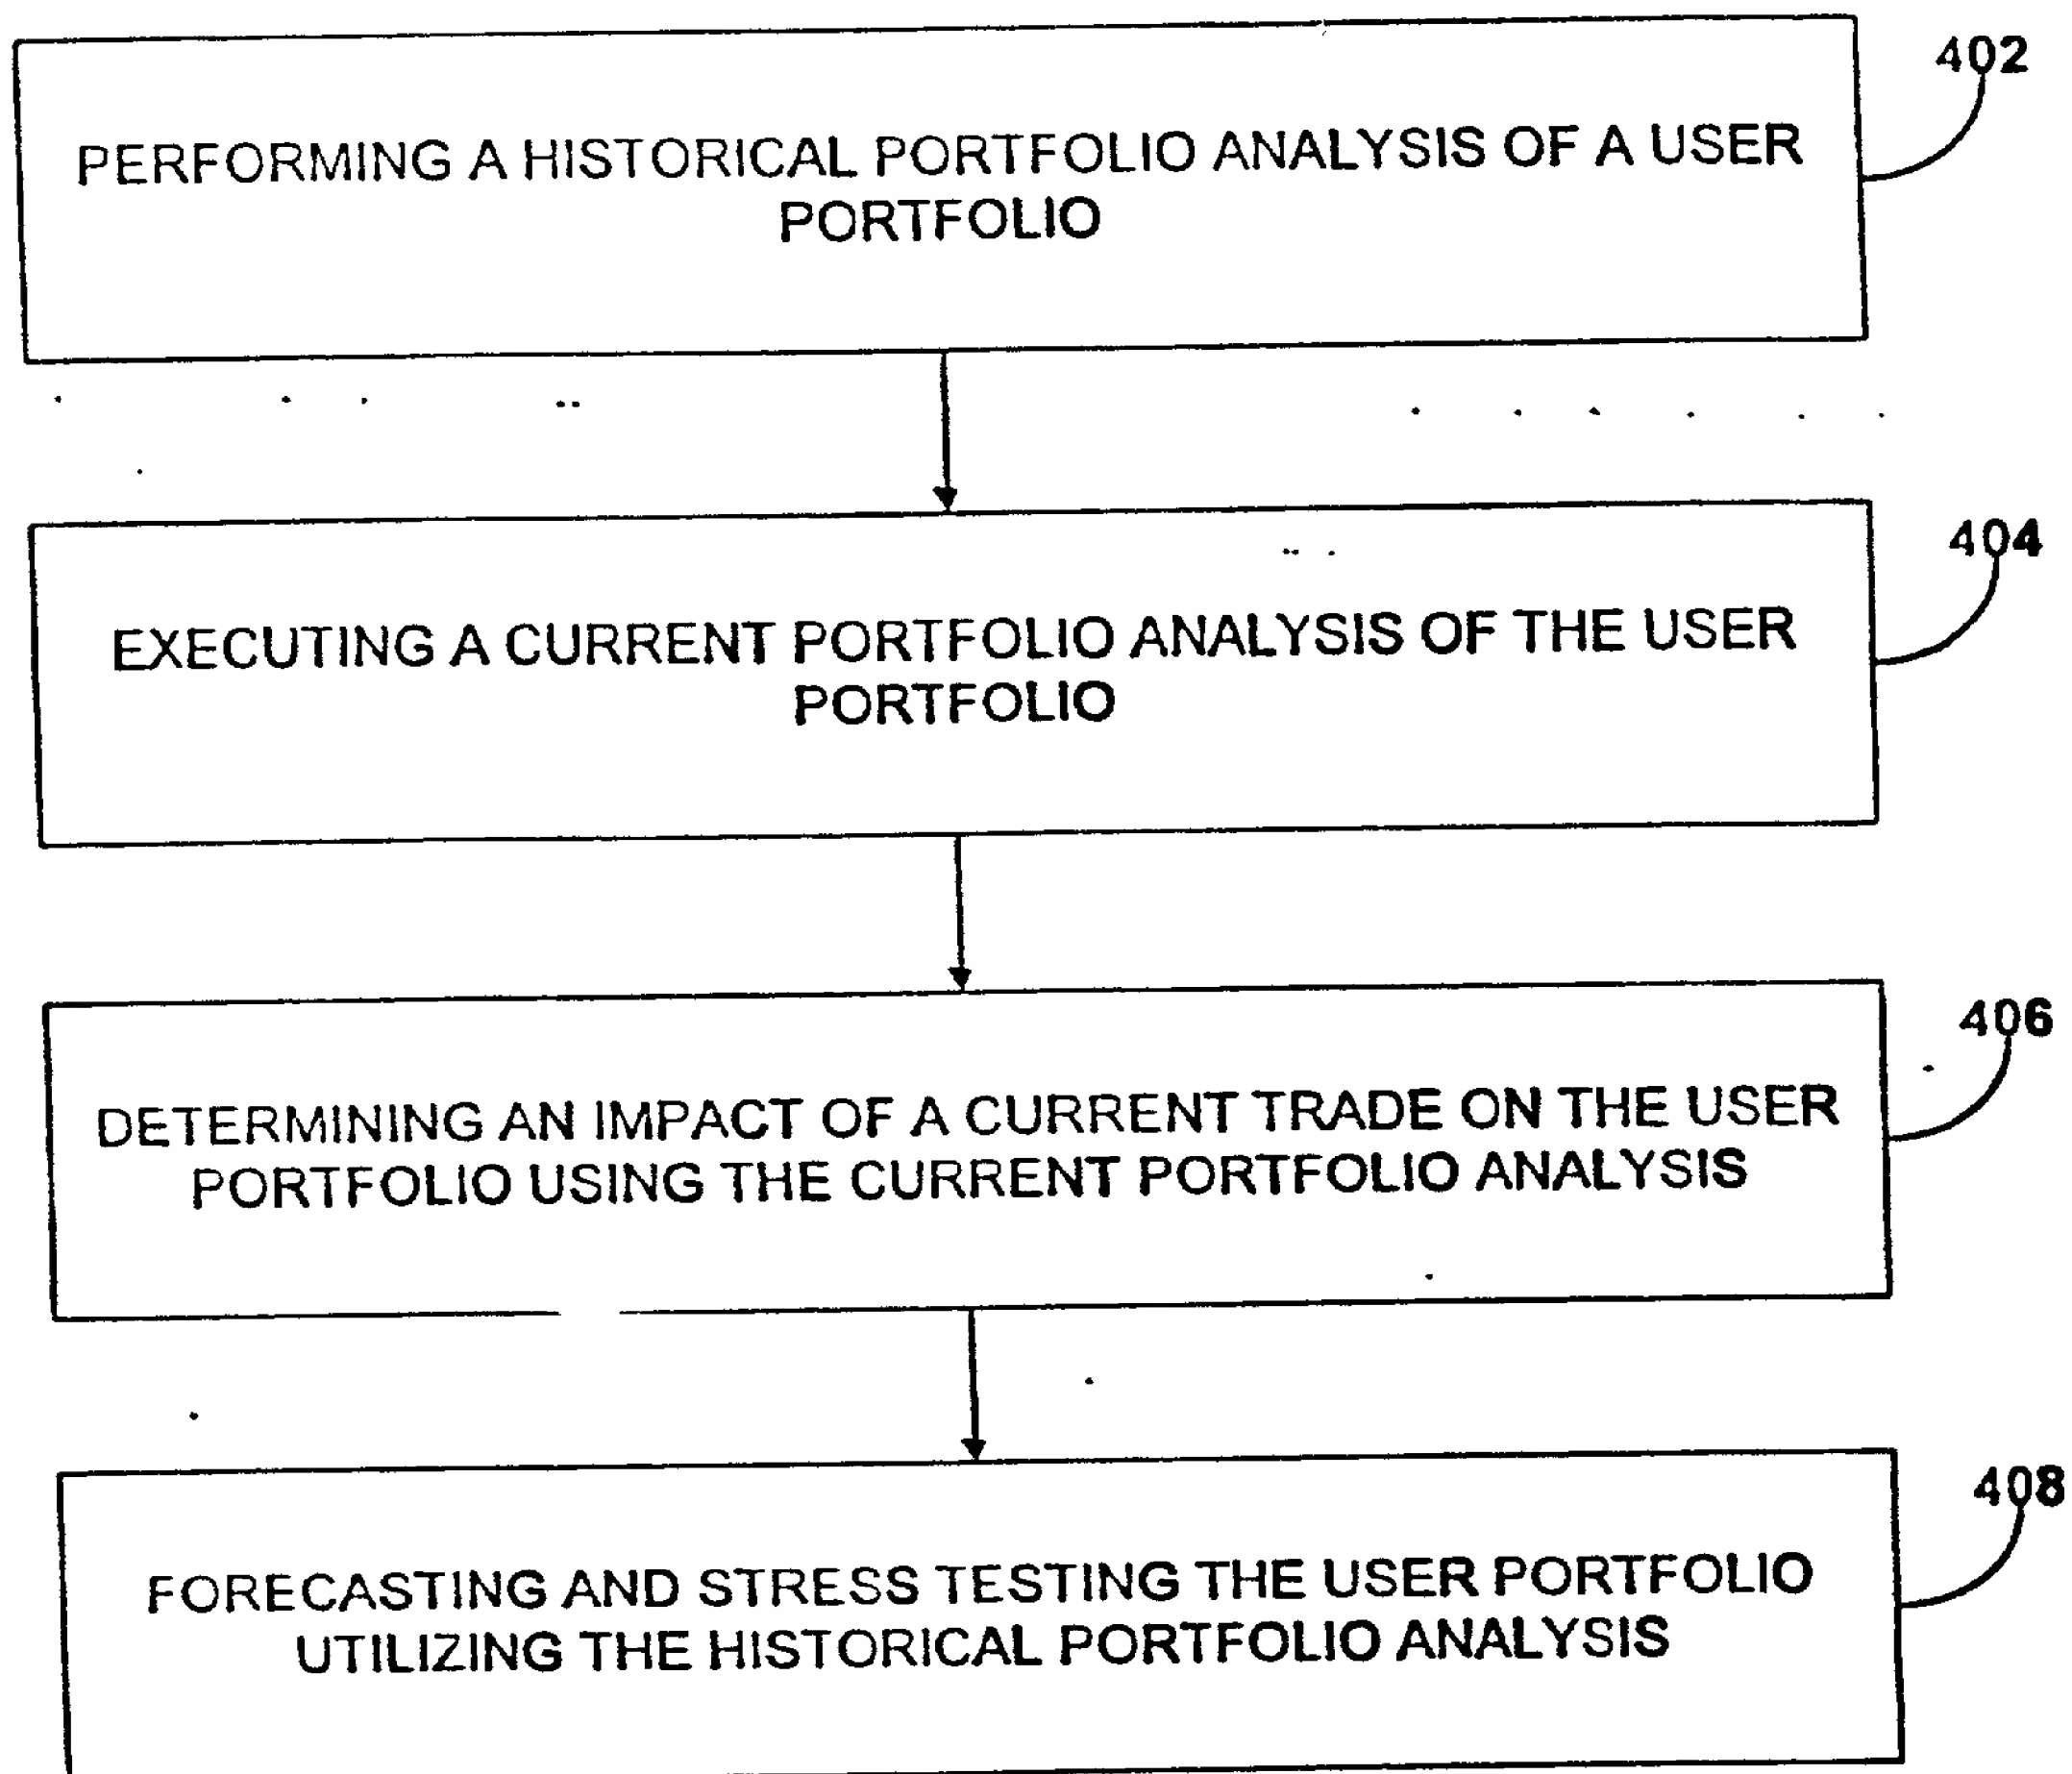 402
PERFORMING A HISTORICAL PORTFOLIO ANALYSIS OF A USER
PORTFOLIO
404
EXECUTING A CURRENT PORTFOLIO ANALYSIS OF THE USER
PORTFOLIO
406
DETERMINING AN IMPACT OF A CURRENT TRADE ON THE USER
PORTFOLIO USING THE CURRENT PORTFOLIO ANALYSIS
408
FORECASTING AND STRESS TESTING THE USER PORTFOLIO
UTILIZING THE HISTORICAL PORTFOLIO ANALYSIS